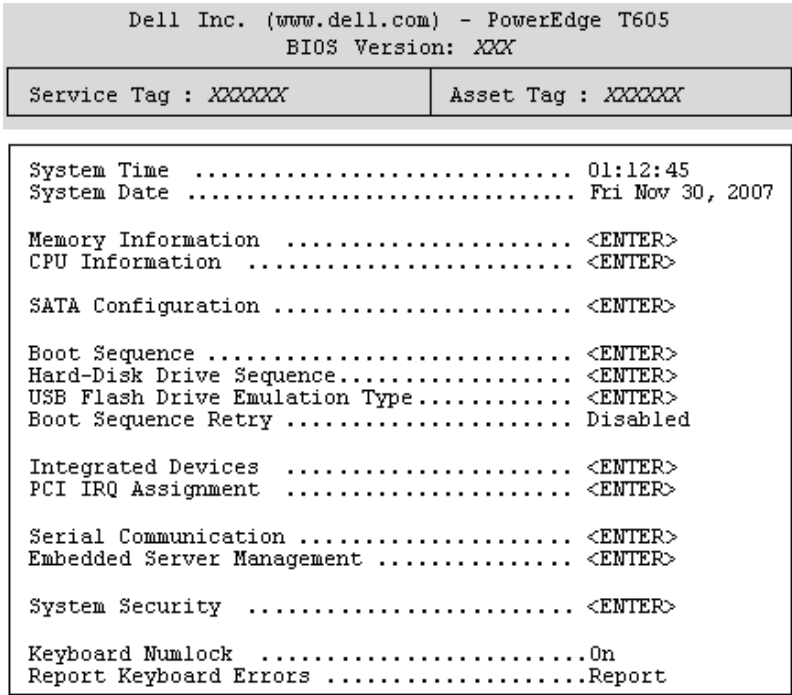 Dell Inc. (www.dell.com) - PowerEdge T605
BIOS Version: XXX
Service Tag : XXXXXX Asset Tag : XXXXXX
System Time ............................. 01:12:45
System Date .............................. Fri Nov 30, 2007
Memory Information ...................... <ENTER>
CPU Information ......................... <ENTER>
SATA Configuration ....................... <ENTER>
Boot Sequence ............................ <ENTER>
Hard-Disk Drive Sequence.................. <ENTER>
USB Flash Drive Emulation Type............ <ENTER>
Boot Sequence Retry ...................... Disabled
Integrated Devices ...................... <ENTER>
PCI IRQ Assignment ...................... <ENTER>
Serial Communication ..................... <ENTER>
Embedded Server Management ............... <ENTER>
System Security ......................... <ENTER>
Keyboard Numlock .........................On
Report Keyboard Errors ....................Report